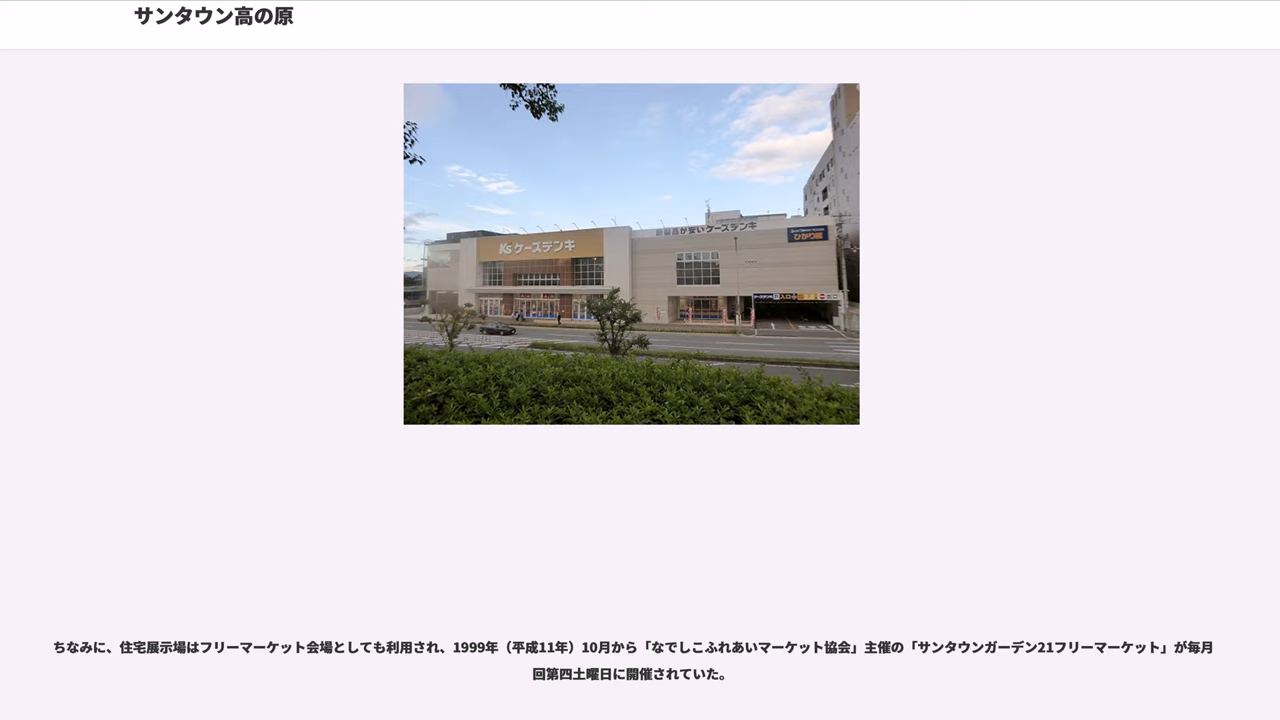 サンタウン高の原
新製品が安いケーズデンキ
K's ケーズデンキ
ひかり館
入口
ちなみに、住宅展示場はフリーマーケット会場としても利用され、1999年（平成11年）10月から「なでしこふれあいマーケット協会」主催の「サンタウンガーデン21フリーマーケット」が毎月
回第四土曜日に開催されていた。